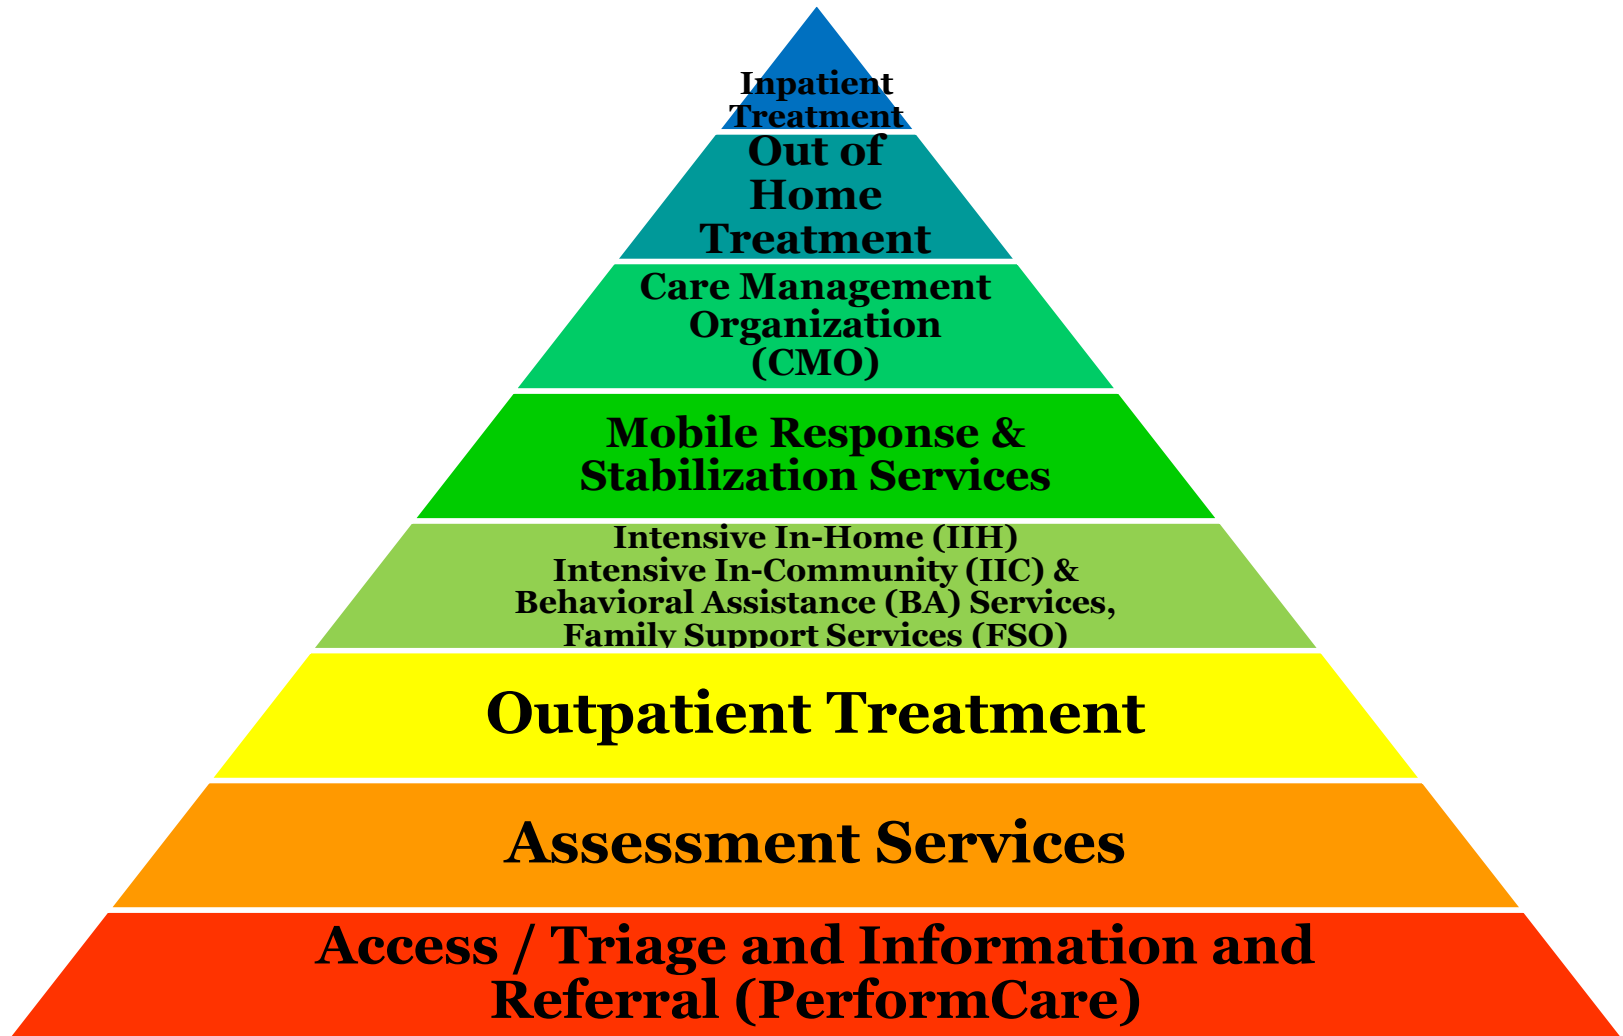 Inpatient
Treatment
Out of
Home
Treatment
Care Management
Organization
(CMO)
Mobile Response &
Stabilization Services
Intensive In-Home (IIH)
Intensive In-Community (IIC) &
Behavioral Assistance (BA) Services,
Family Support Services (FSO)
Outpatient Treatment
Assessment Services
Access / Triage and Information and
Referral (PerformCare)